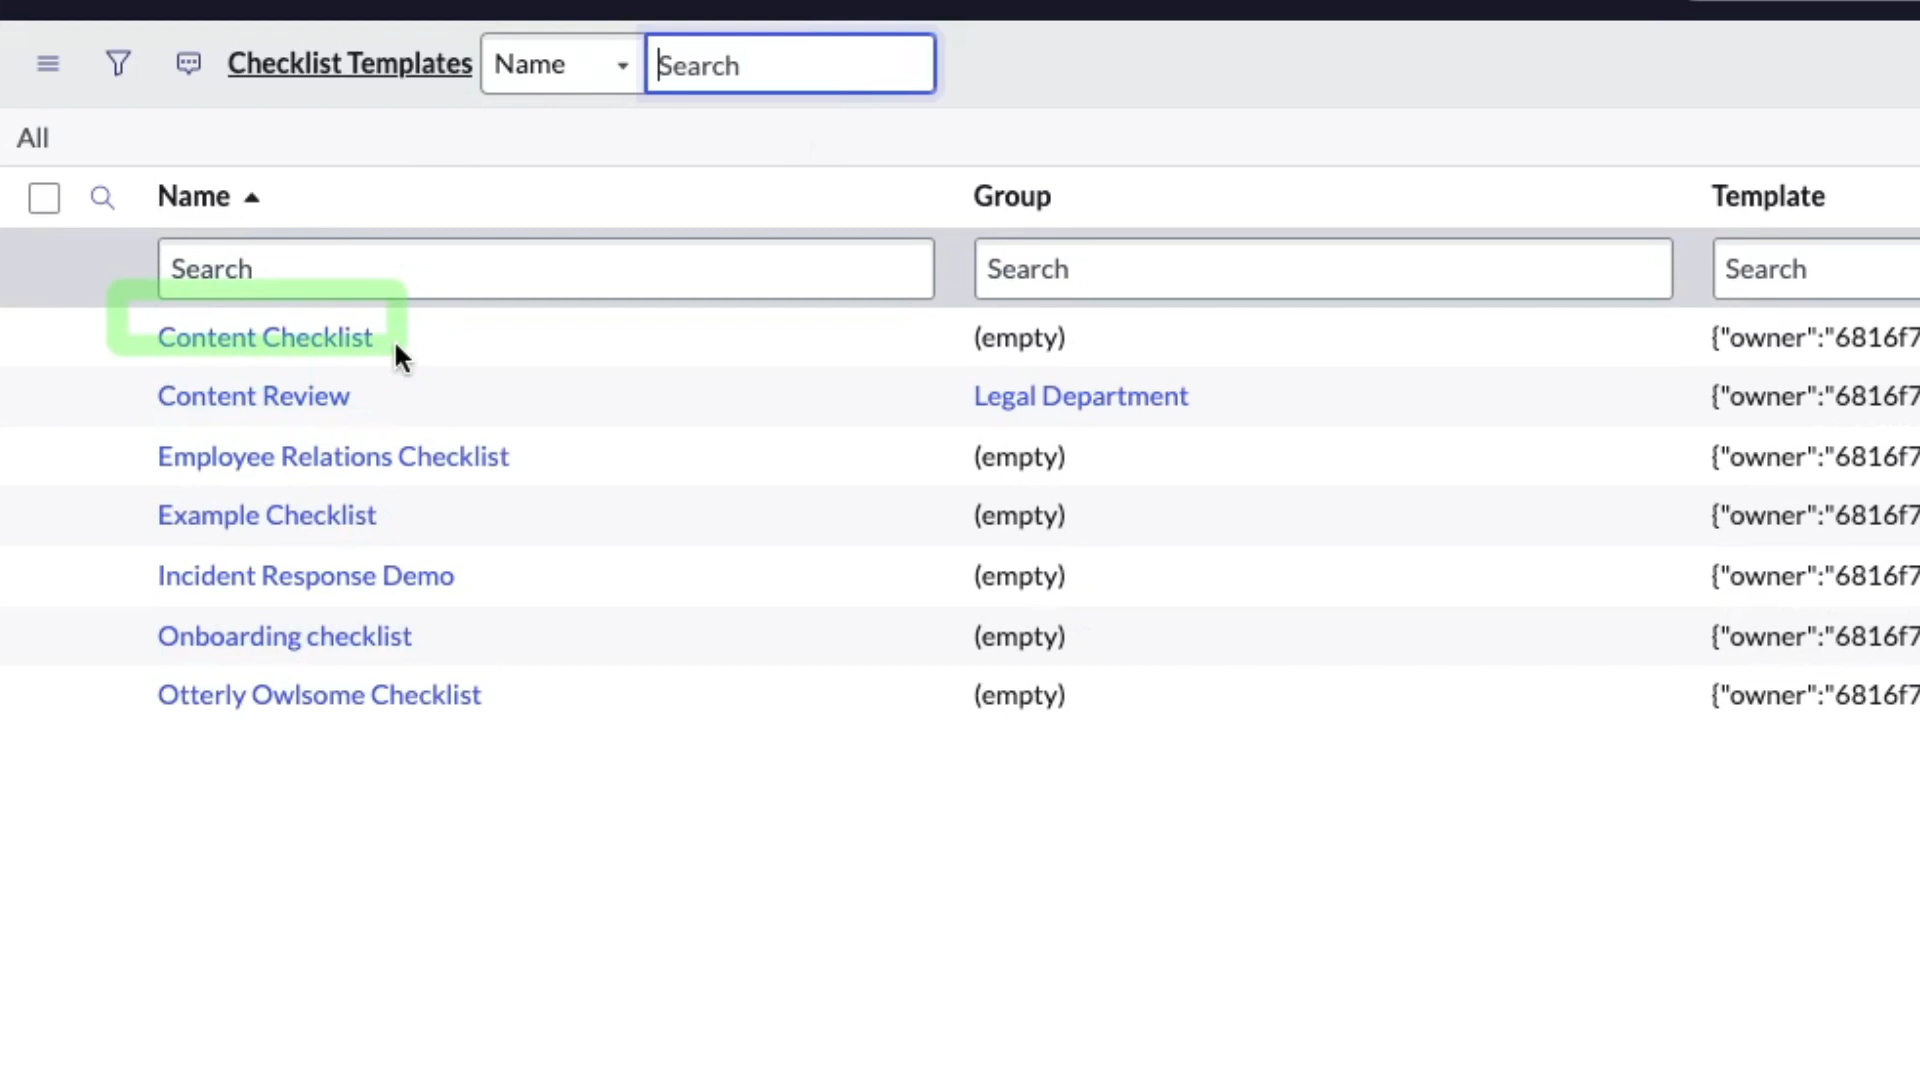 Checklist Templates Name Search
All
Name Group Template
Search Search Search
Content Checklist (empty) {"owner":"6816f7
Content Review Legal Department {"owner":"6816f7
Employee Relations Checklist (empty) {"owner":"6816f7
Example Checklist (empty) {"owner":"6816f7
Incident Response Demo (empty) {"owner":"6816f7
Onboarding checklist (empty) {"owner":"6816f7
Otterly Owlsome Checklist (empty) {"owner":"6816f7